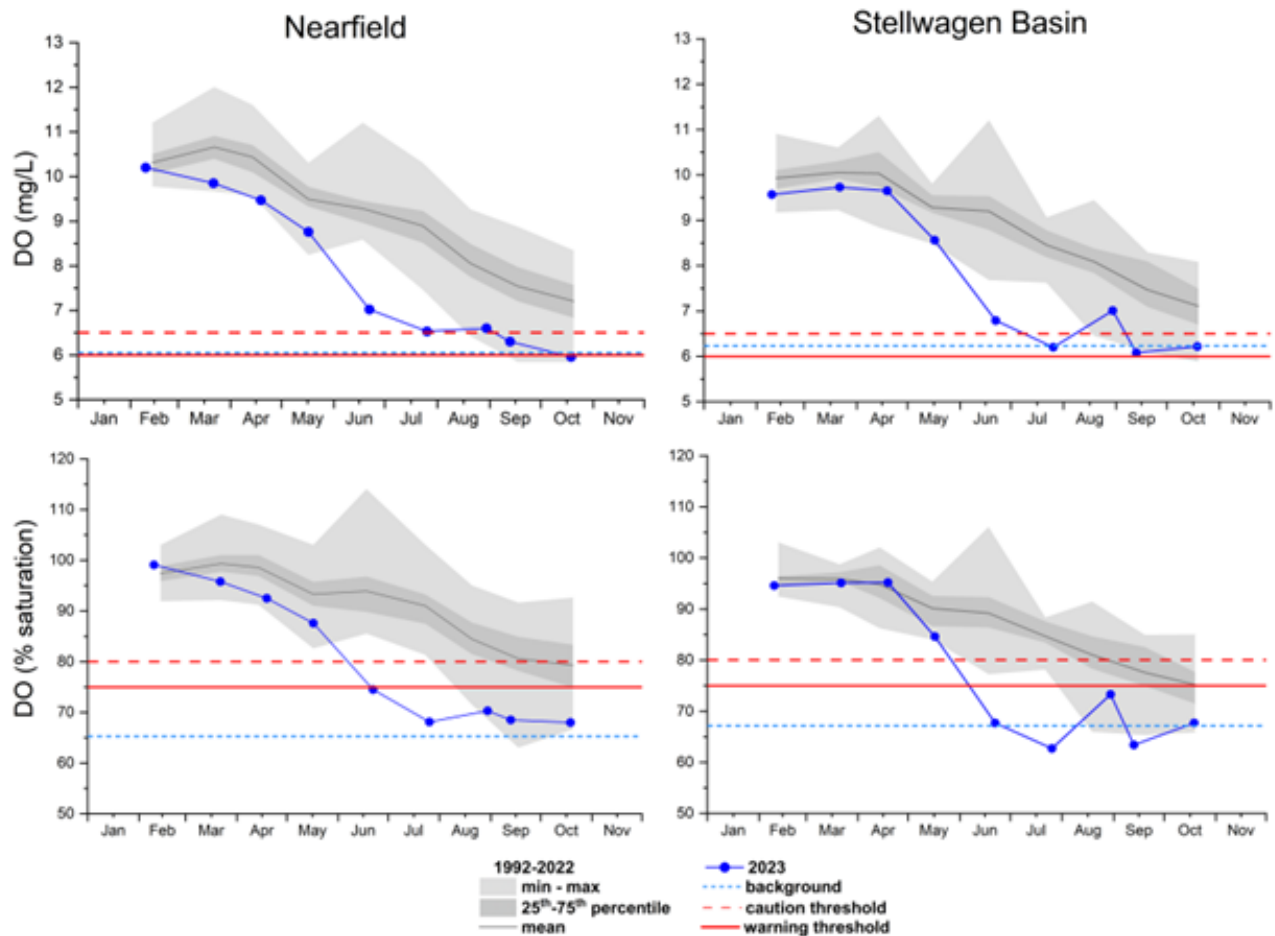 Nearfield
Stellwagen Basin
DO (mg/L)
13
12
11
10
9
8
7
6
5
Jan Feb Mar Apr May Jun Jul Aug Sep Oct Nov
13
12
11
10
9
8
7
6
5
Jan Feb Mar Apr May Jun Jul Aug Sep Oct Nov
DO (% saturation)
120
110
100
90
80
70
60
50
Jan Feb Mar Apr May Jun Jul Aug Sep Oct Nov
120
110
100
90
80
70
60
50
Jan Feb Mar Apr May Jun Jul Aug Sep Oct Nov
1992-2022
min - max
25th-75th percentile
mean
2023
background
caution threshold
warning threshold